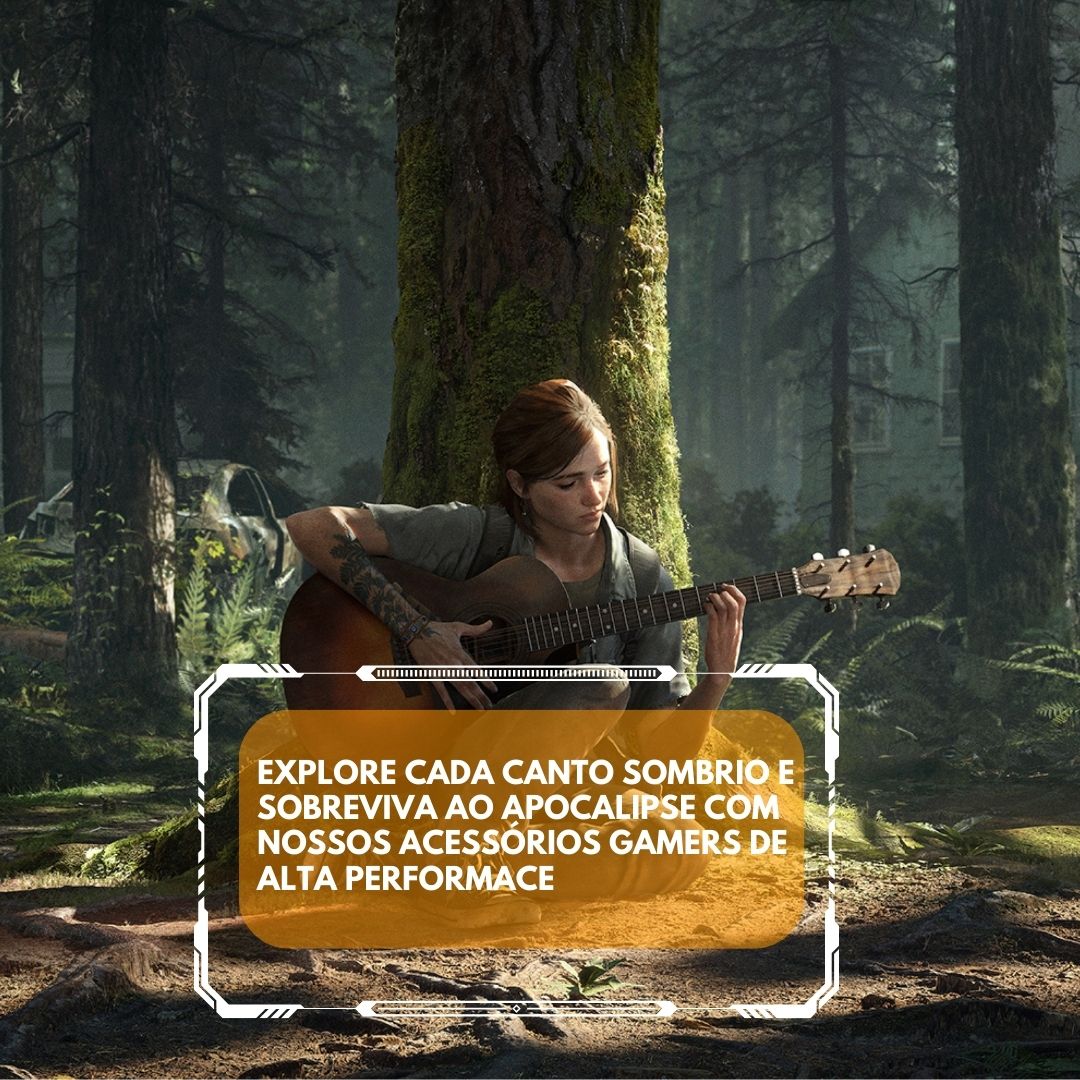 EXPLORE CADA CANTO SOMBRIO E
SOBREVIVA AO APOCALIPSE COM
NOSSOS ACESSÓRIOS GAMERS DE
ALTA PERFORMACE